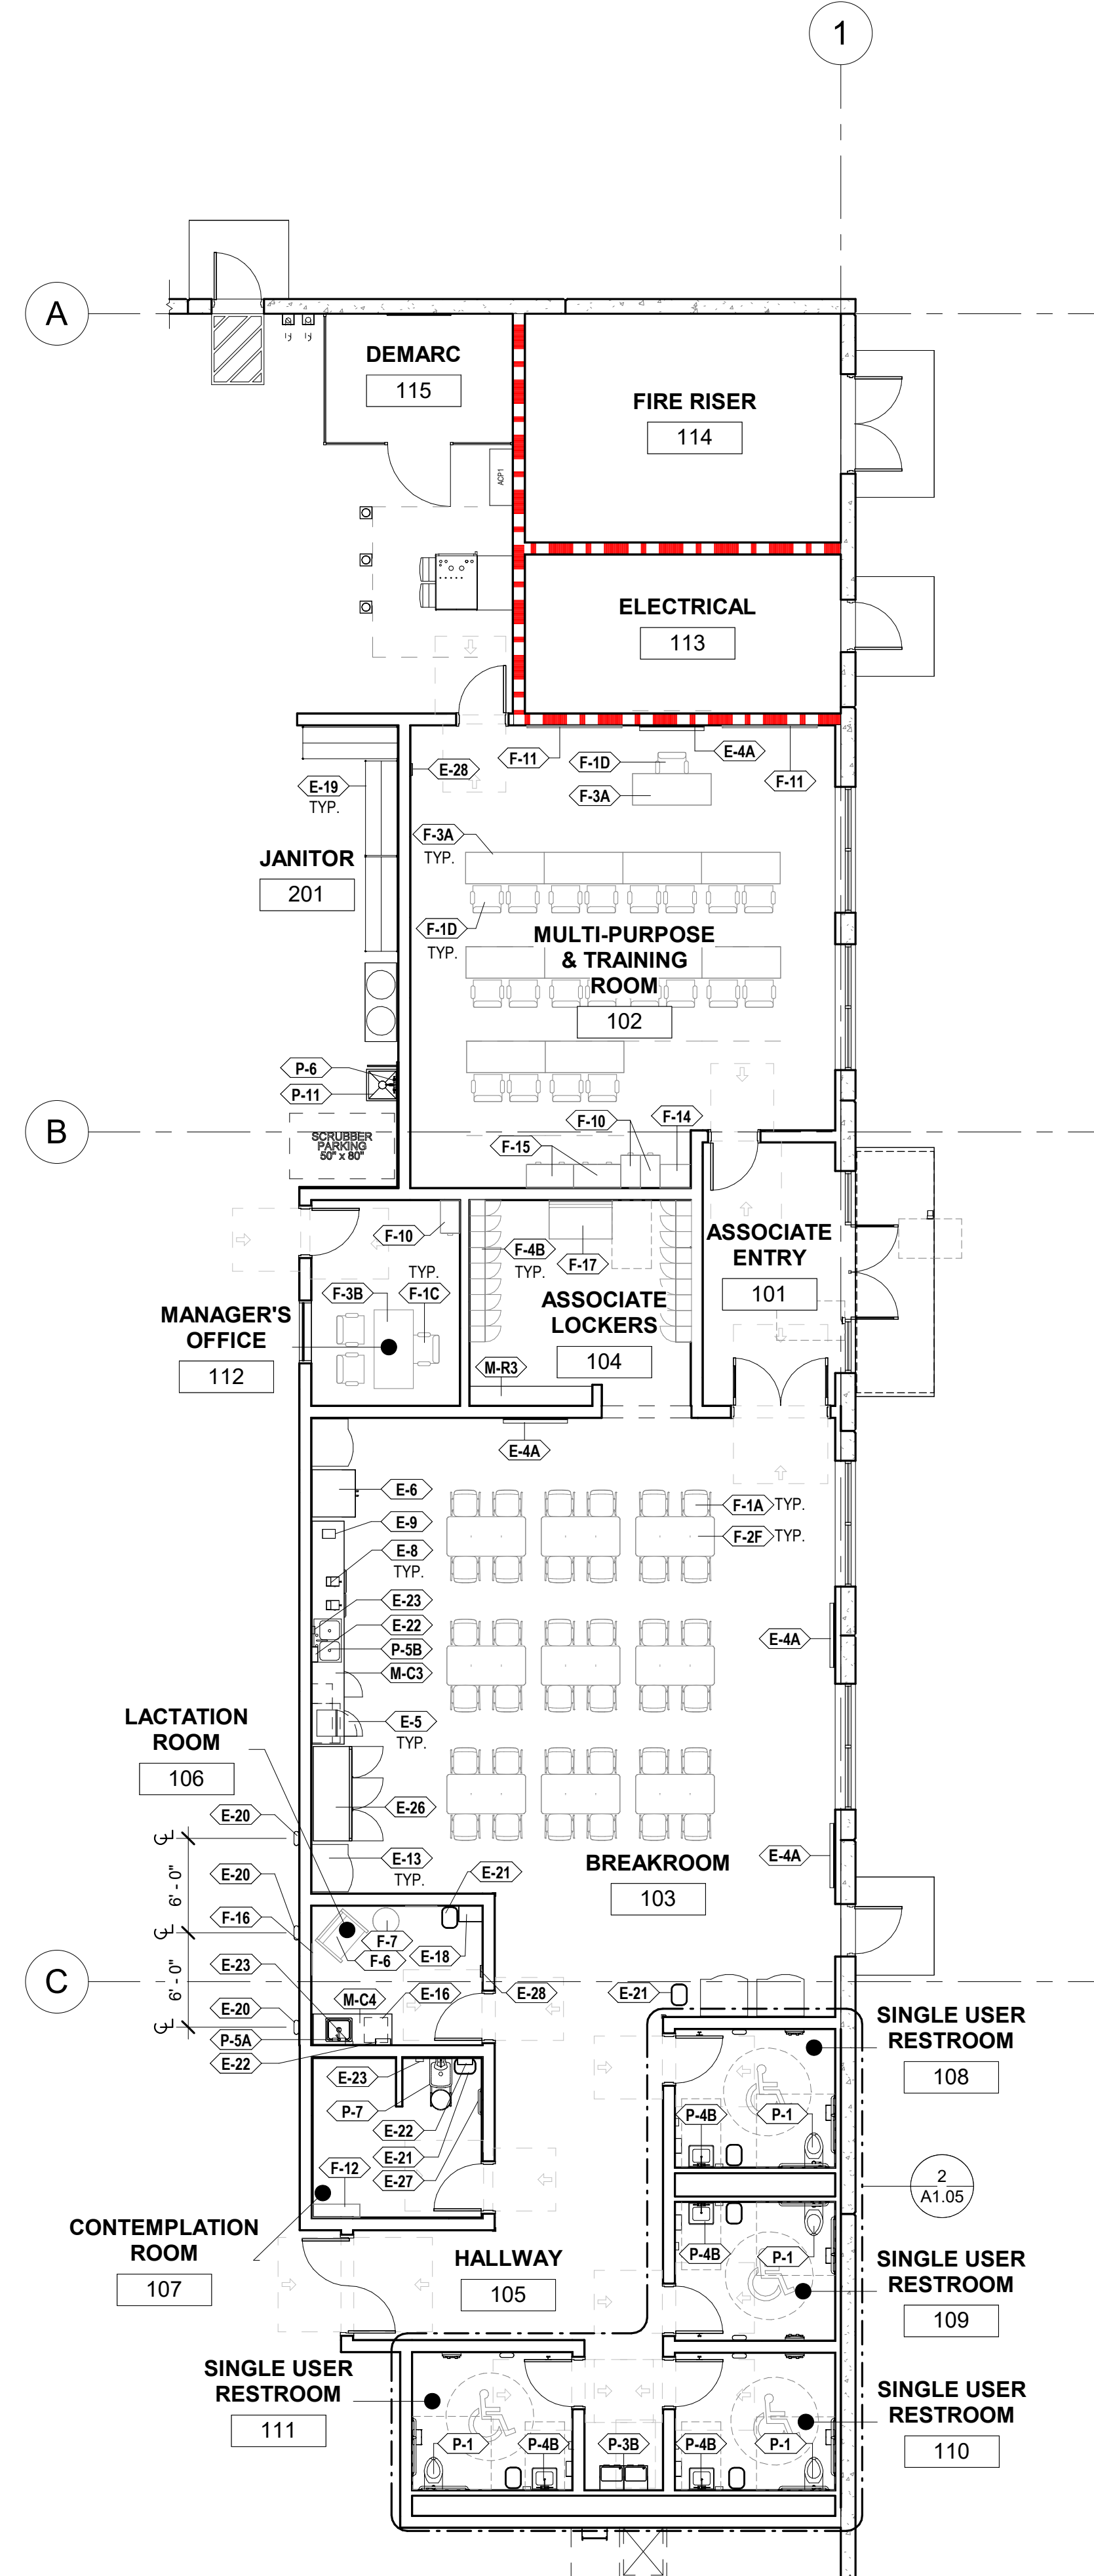 1
A
DEMARC
115
FIRE RISER
114
ACP1
ELECTRICAL
113
F-11
E-4A
F-1D
F-11
E-28
F-3A
E-19
TYP.
F-3A
TYP.
JANITOR
201
F-1D
TYP.
MULTI-PURPOSE
& TRAINING
ROOM
102
P-6
P-11
B
SCRUBBER
PARKING
50" x 80"
F-10
F-14
F-15
F-10
F-4B
TYP.
F-17
ASSOCIATE
ENTRY
101
TYP.
F-3B
F-1C
ASSOCIATE
LOCKERS
104
MANAGER'S
OFFICE
112
M-R3
E-4A
E-6
F-1A TYP.
E-9
F-2F TYP.
E-8
TYP.
E-23
E-22
P-5B
E-4A
M-C3
LACTATION
ROOM
106
E-5
TYP.
E-26
E-20
E-13
TYP.
BREAKROOM
103
E-4A
E-21
6' - 0"
E-20
F-16
F-7
F-6
E-18
E-23
C
6' - 0"
M-C4
E-16
E-28
E-21
E-20
P-5A
E-22
SINGLE USER
RESTROOM
108
E-23
P-7
E-22
E-21
E-27
P-4B
P-1
F-12
2
A1.05
CONTEMPLATION
ROOM
107
HALLWAY
105
P-4B
P-1
SINGLE USER
RESTROOM
109
SINGLE USER
RESTROOM
111
SINGLE USER
RESTROOM
110
P-1
P-4B
P-3B
P-4B
P-1